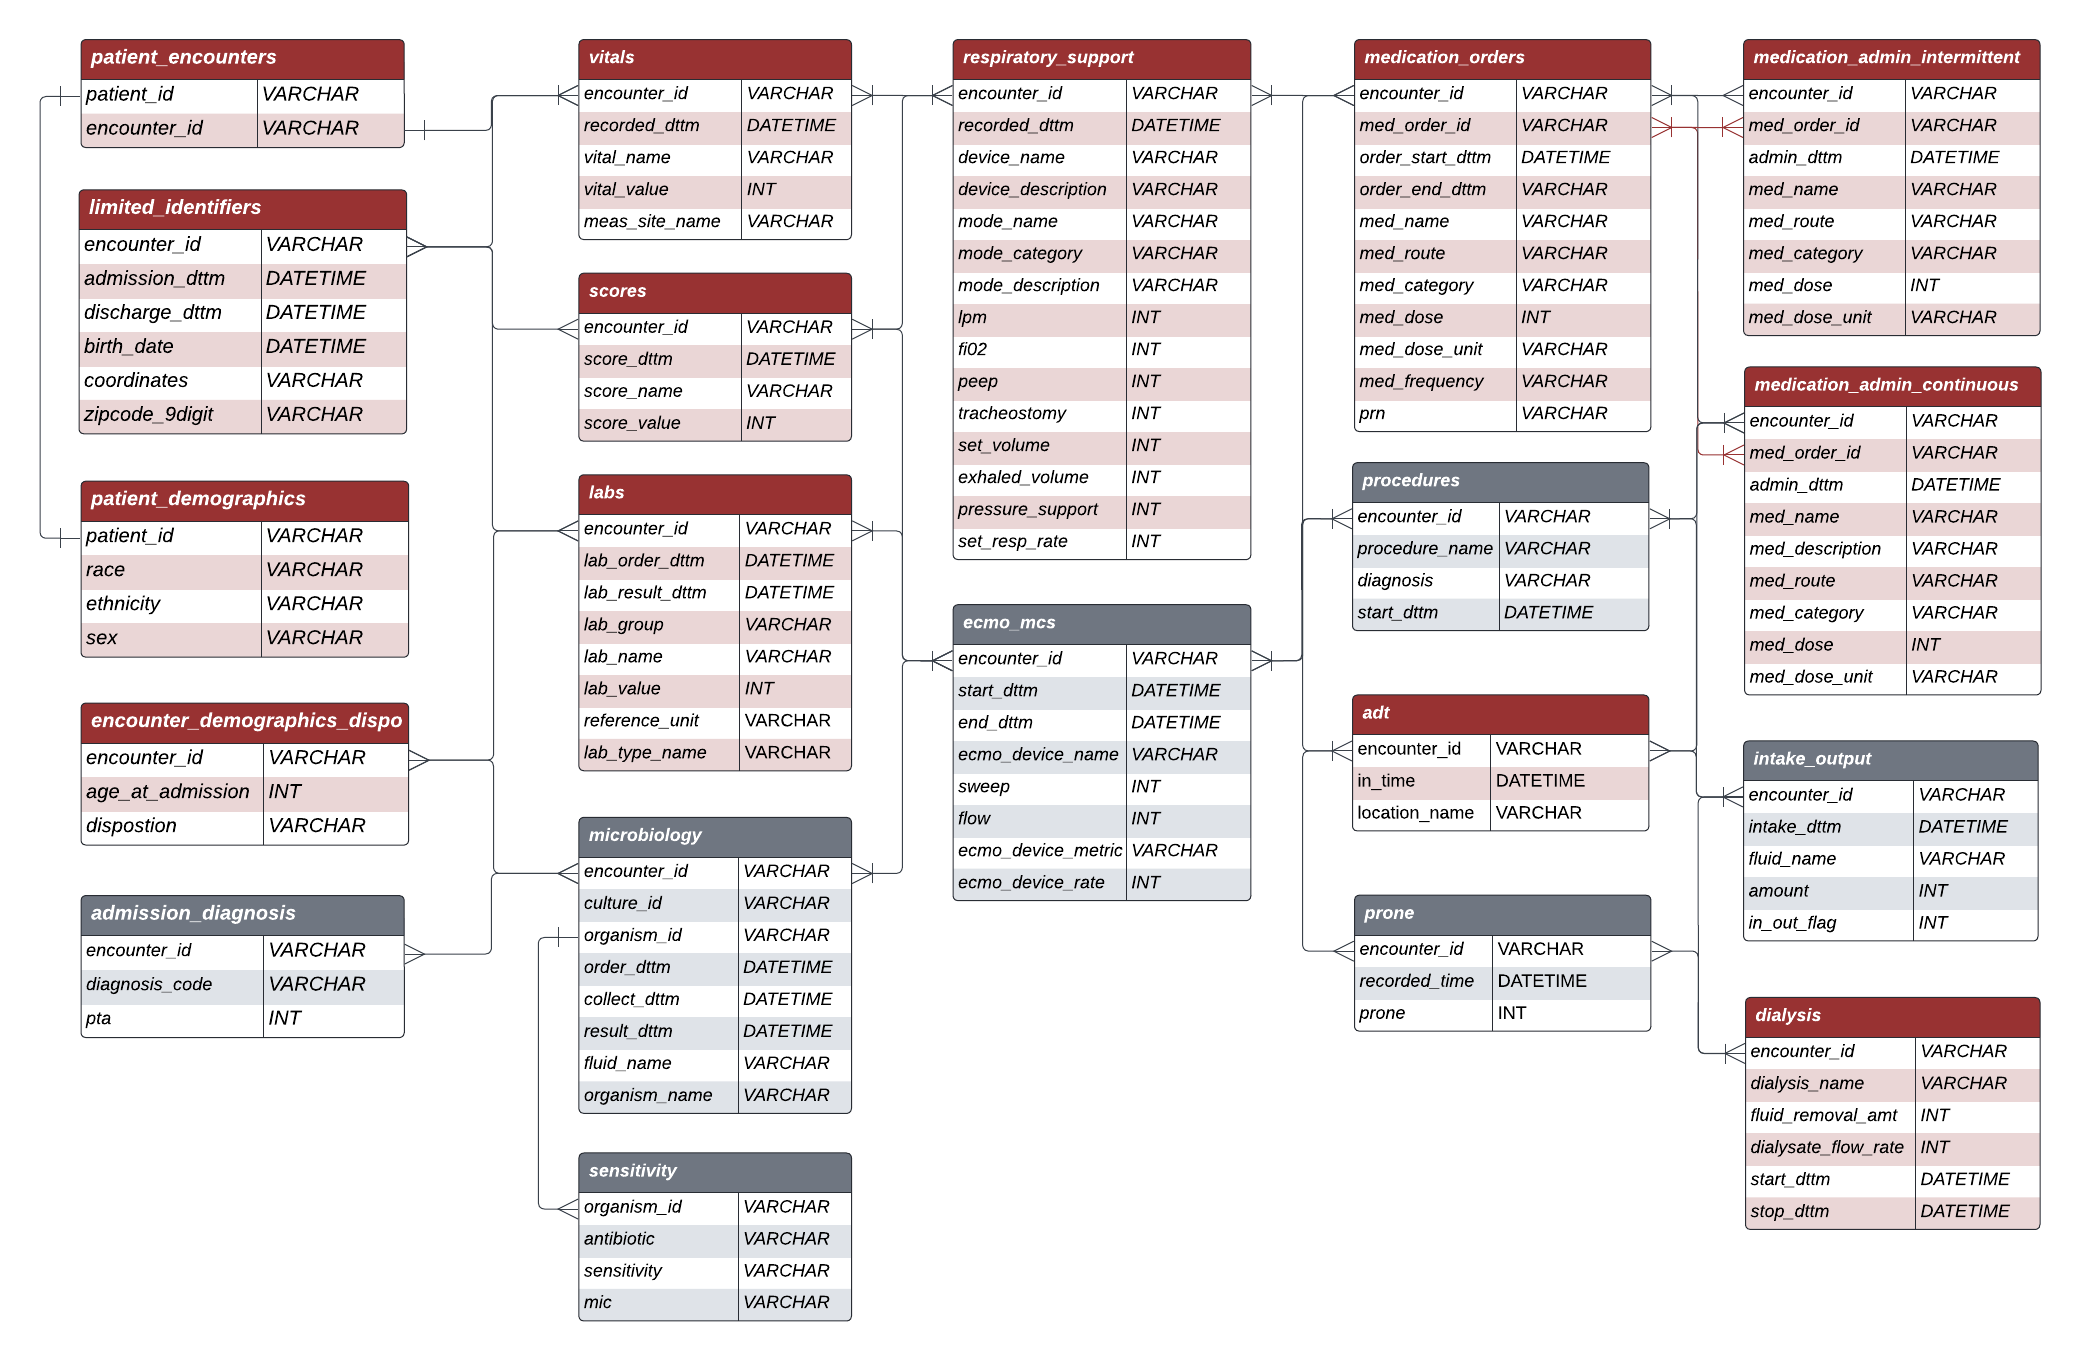 patient_encounters
patient_id VARCHAR
encounter_id VARCHAR
limited_identifiers
encounter_id VARCHAR
admission_dttm DATETIME
discharge_dttm DATETIME
birth_date DATETIME
coordinates VARCHAR
zipcode_9digit VARCHAR
patient_demographics
patient_id VARCHAR
race VARCHAR
ethnicity VARCHAR
sex VARCHAR
encounter_demographics_dispo
encounter_id VARCHAR
age_at_admission INT
dispostion VARCHAR
admission_diagnosis
encounter_id VARCHAR
diagnosis_code VARCHAR
pta INT
vitals
encounter_id VARCHAR
recorded_dttm DATETIME
vital_name VARCHAR
vital_value INT
meas_site_name VARCHAR
scores
encounter_id VARCHAR
score_dttm DATETIME
score_name VARCHAR
score_value INT
labs
encounter_id VARCHAR
lab_order_dttm DATETIME
lab_result_dttm DATETIME
lab_group VARCHAR
lab_name VARCHAR
lab_value INT
reference_unit VARCHAR
lab_type_name VARCHAR
microbiology
encounter_id VARCHAR
culture_id VARCHAR
organism_id VARCHAR
order_dttm DATETIME
collect_dttm DATETIME
result_dttm DATETIME
fluid_name VARCHAR
organism_name VARCHAR
sensitivity
organism_id VARCHAR
antibiotic VARCHAR
sensitivity VARCHAR
mic VARCHAR
respiratory_support
encounter_id VARCHAR
recorded_dttm DATETIME
device_name VARCHAR
device_description VARCHAR
mode_name VARCHAR
mode_category VARCHAR
mode_description VARCHAR
lpm INT
fi02 INT
peep INT
tracheostomy INT
set_volume INT
exhaled_volume INT
pressure_support INT
set_resp_rate INT
ecmo_mcs
encounter_id VARCHAR
start_dttm DATETIME
end_dttm DATETIME
ecmo_device_name VARCHAR
sweep INT
flow INT
ecmo_device_metric VARCHAR
ecmo_device_rate INT
medication_orders
encounter_id VARCHAR
med_order_id VARCHAR
order_start_dttm DATETIME
order_end_dttm VARCHAR
med_name VARCHAR
med_route VARCHAR
med_category VARCHAR
med_dose INT
med_dose_unit VARCHAR
med_frequency VARCHAR
prn VARCHAR
procedures
encounter_id VARCHAR
procedure_name VARCHAR
diagnosis VARCHAR
start_dttm DATETIME
adt
encounter_id VARCHAR
in_time DATETIME
location_name VARCHAR
prone
encounter_id VARCHAR
recorded_time DATETIME
prone INT
medication_admin_intermittent
encounter_id VARCHAR
med_order_id VARCHAR
admin_dttm DATETIME
med_name VARCHAR
med_route VARCHAR
med_category VARCHAR
med_dose INT
med_dose_unit VARCHAR
medication_admin_continuous
encounter_id VARCHAR
med_order_id VARCHAR
admin_dttm DATETIME
med_name VARCHAR
med_description VARCHAR
med_route VARCHAR
med_category VARCHAR
med_dose INT
med_dose_unit VARCHAR
intake_output
encounter_id VARCHAR
intake_dttm DATETIME
fluid_name VARCHAR
amount INT
in_out_flag INT
dialysis
encounter_id VARCHAR
dialysis_name VARCHAR
fluid_removal_amt INT
dialysate_flow_rate INT
start_dttm DATETIME
stop_dttm DATETIME